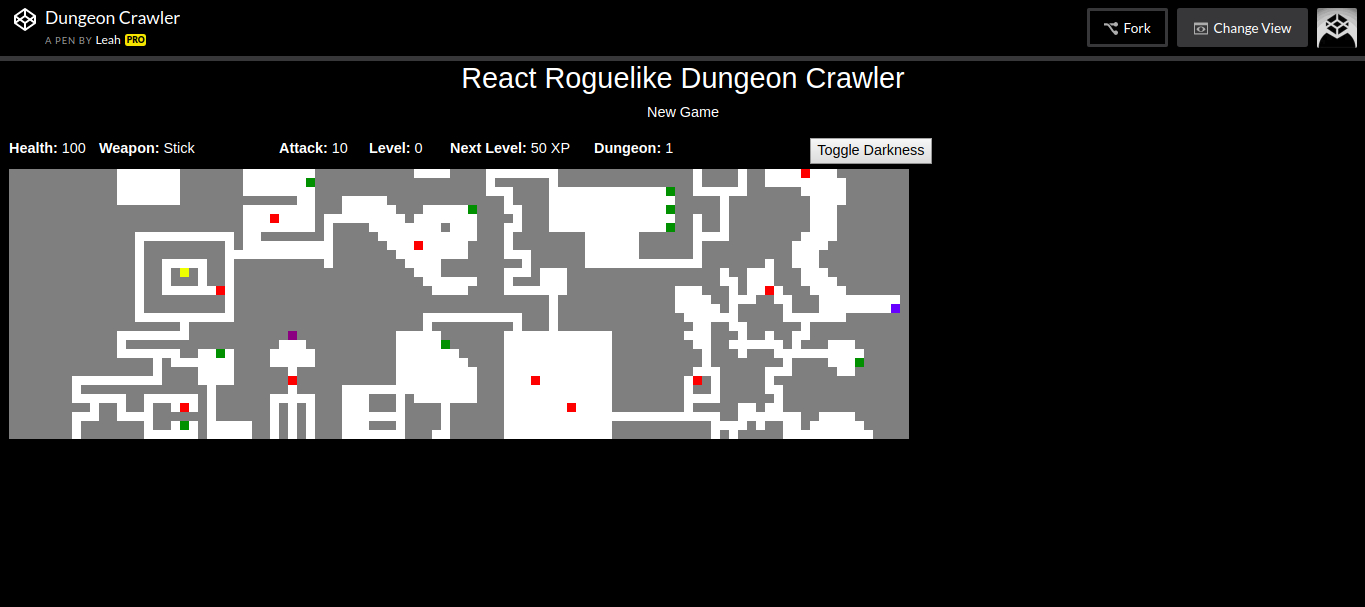 Dungeon Crawler
A PEN BY Leah PRO
Fork
Change View
React Roguelike Dungeon Crawler
New Game
Health: 100 Weapon: Stick Attack: 10 Level: 0 Next Level: 50 XP Dungeon: 1 Toggle Darkness